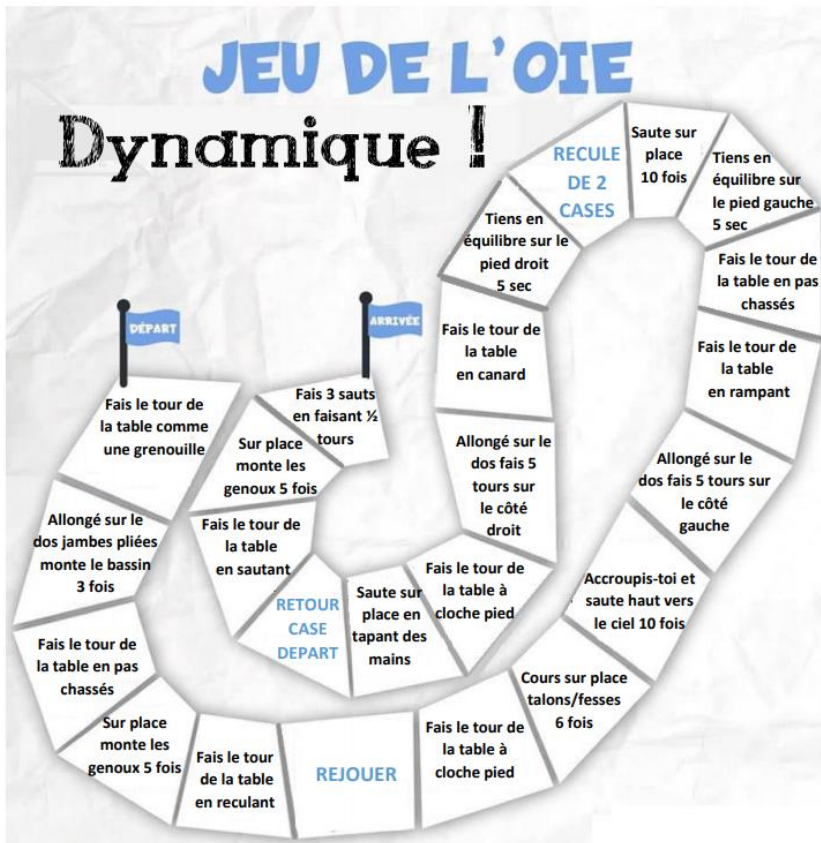 JEU DE L'OIE
Dynamique !
DÉPART
Fais le tour de
la table comme
une grenouille
Allongé sur le
dos jambes pliées
monte le bassin
3 fois
Fais le tour de
la table en pas
chassés
Sur place
monte les
genoux 5 fois
Fais le tour
de la table
en reculant
REJOUER
Fais le tour de
la table à
cloche pied
Cours sur place
talons/fesses
6 fois
Accroupis-toi et
saute haut vers
le ciel 10 fois
Allongé sur le
dos fais 5 tours sur
le côté
gauche
Fais le tour de
la table
en rampant
Fais le tour de
la table en pas
chassés
Tiens en
équilibre sur
le pied gauche
5 sec
Saute sur
place
10 fois
RECULE
DE 2
CASES
Tiens en
équilibre sur le
pied droit
5 sec
Fais le tour de
la table
en canard
Allongé sur le
dos fais 5
tours sur
le côté
droit
Fais le tour de
la table à
cloche pied
Saute sur
place en
tapant des
mains
RETOUR
CASE
DEPART
Fais le tour de
la table
en sautant
Sur place
monte les
genoux 5 fois
Fais 3 sauts
en faisant ½
tours
ARRIVÉE